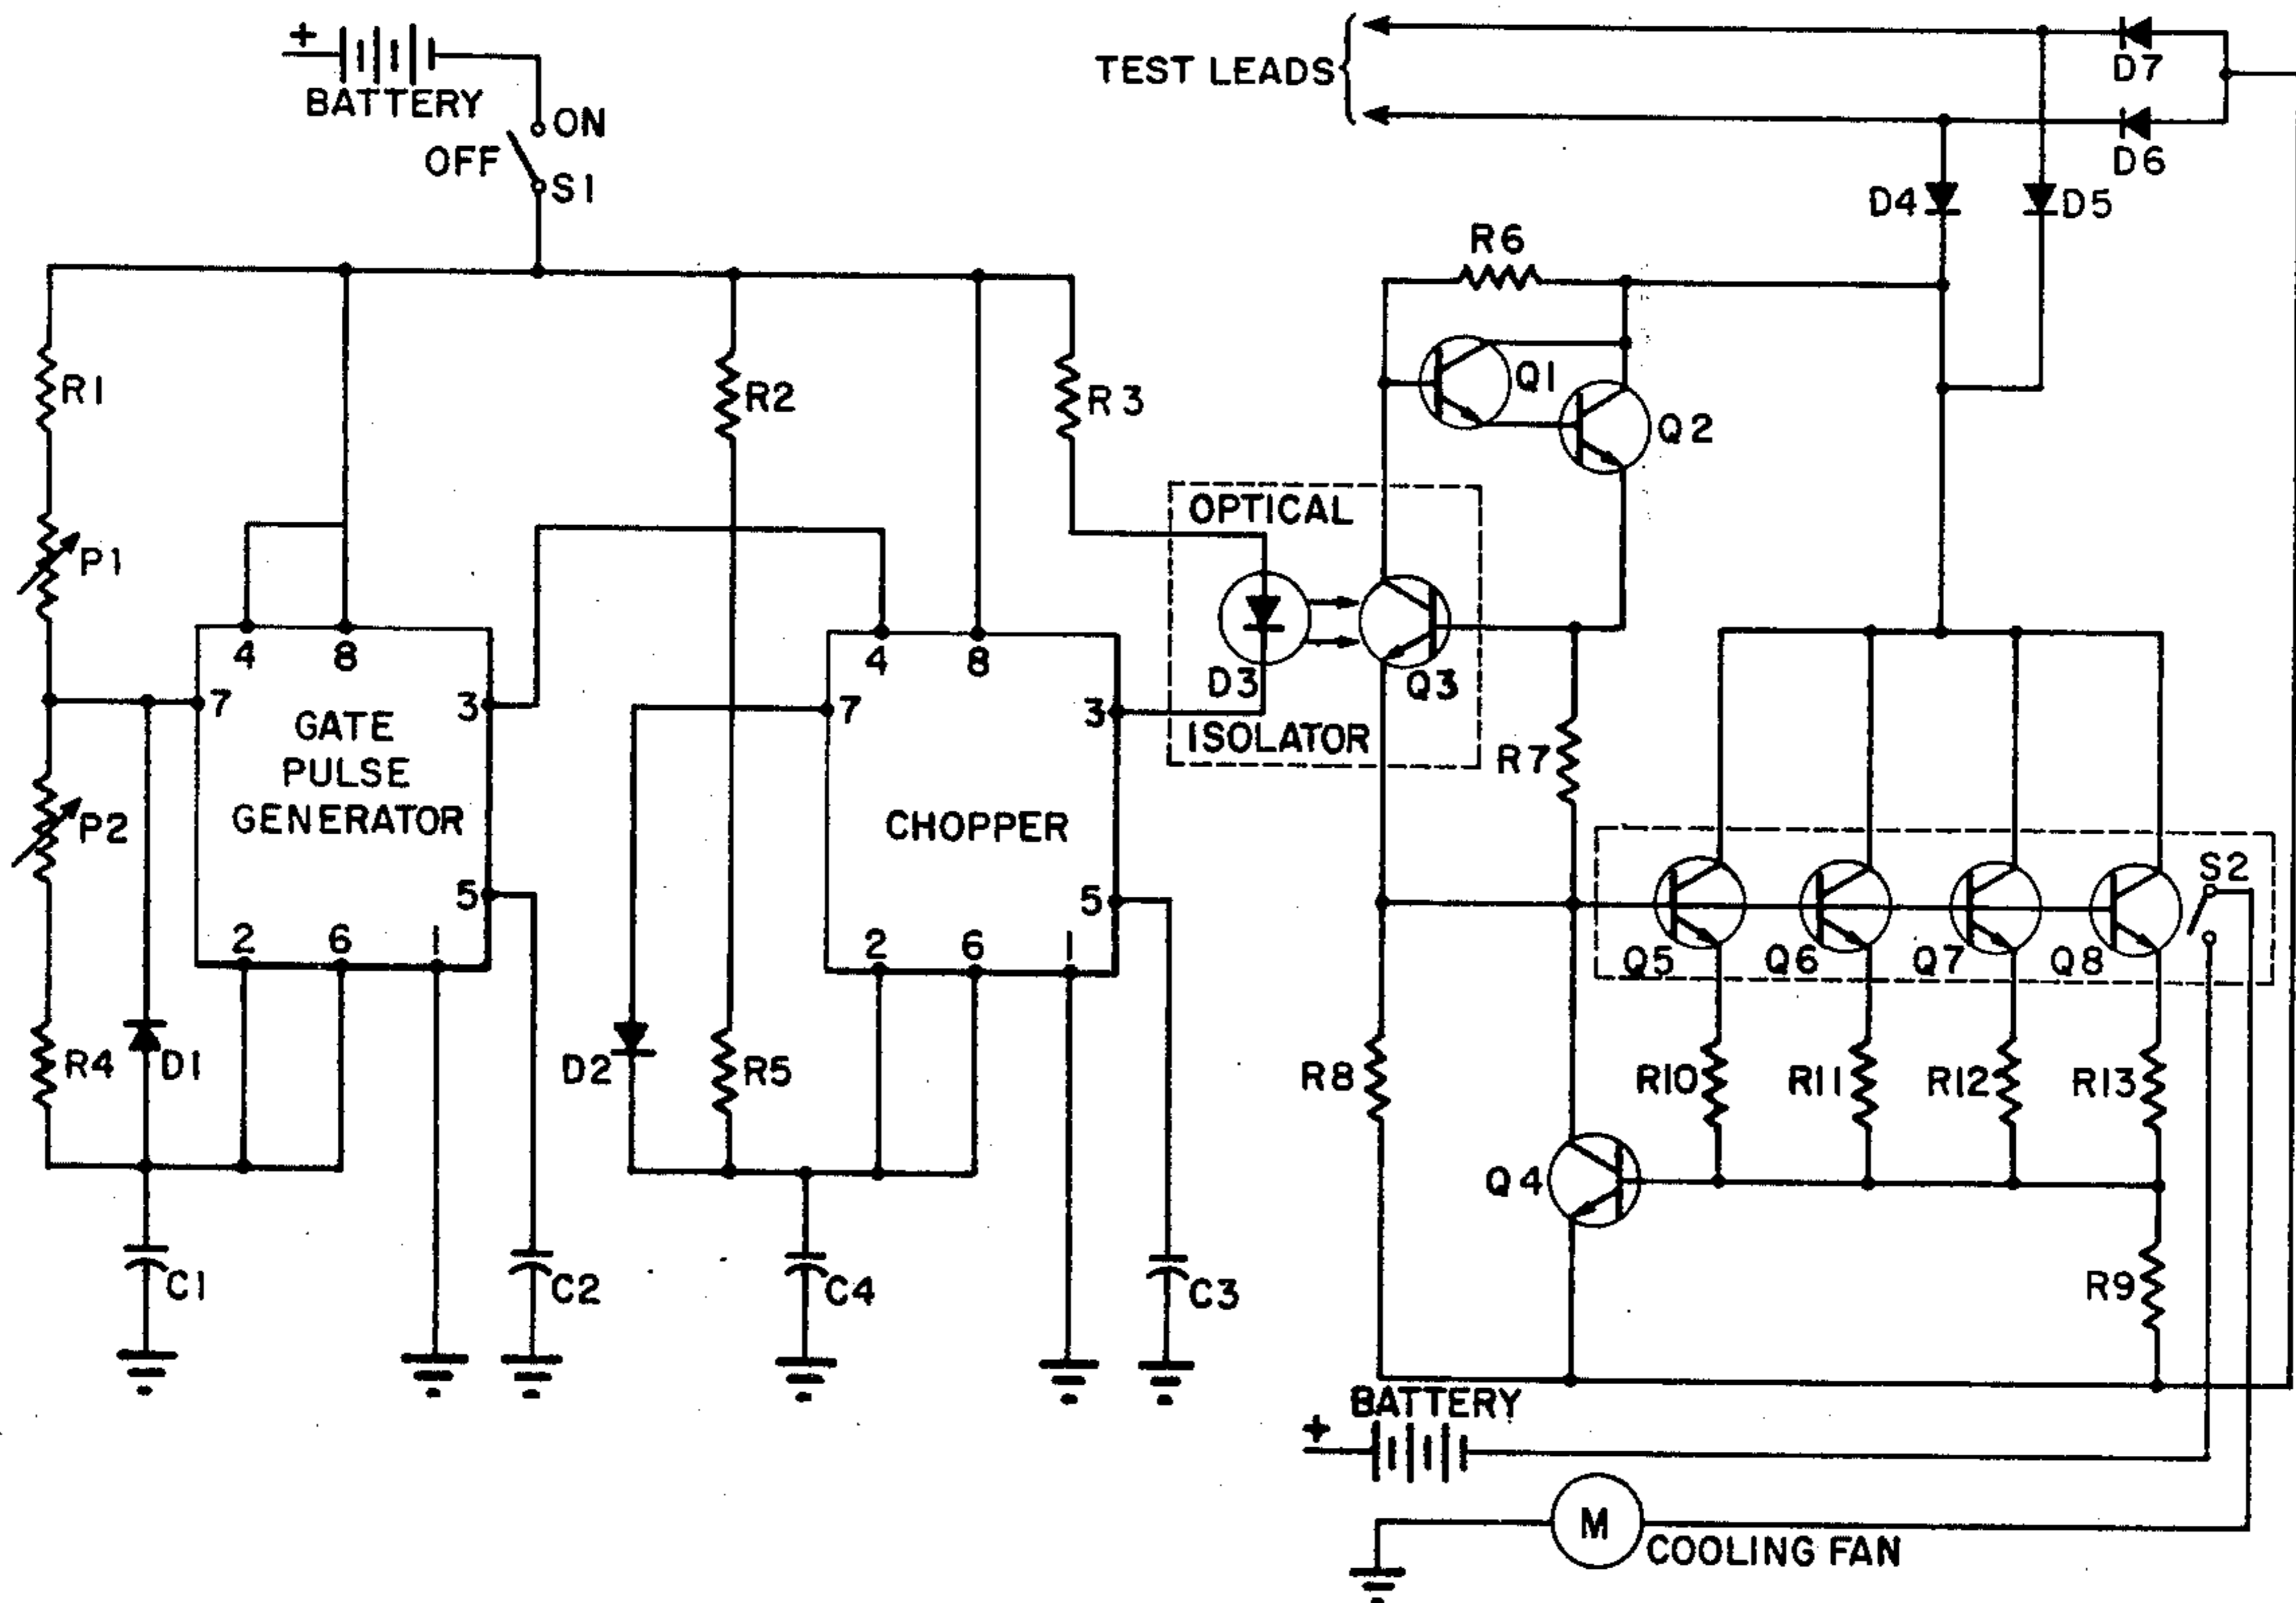 +
BATTERY
ON
OFF
S1
TEST LEADS
D7
D6
D4
D5
R6
R1
R2
R3
Q1
Q2
P1
OPTICAL
ISOLATOR
D3
Q3
4
8
7
3
GATE
PULSE
GENERATOR
5
2
6
1
4
8
7
3
CHOPPER
5
2
6
1
P2
R7
S2
Q5
Q6
Q7
Q8
R4
D1
D2
R5
R8
R10
R11
R12
R13
Q4
R9
C1
C2
C4
C3
BATTERY
+
M
COOLING FAN